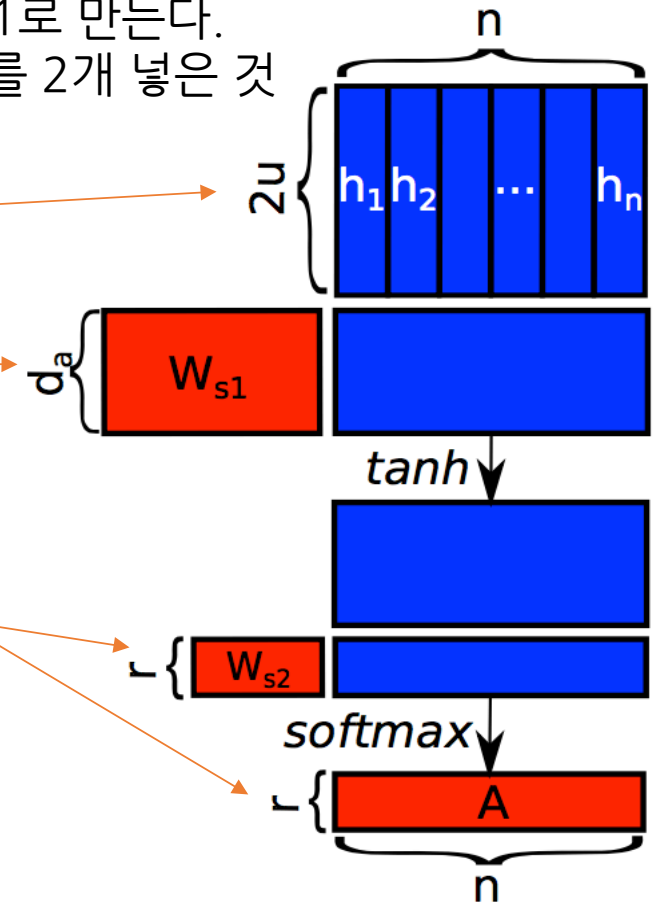 1로 만든다.
를 2개 넣은 것
n
2u
h₁ h₂ ... hₙ
dₐ
Wₛ₁
tanh
r
Wₛ₂
softmax
r
A
n